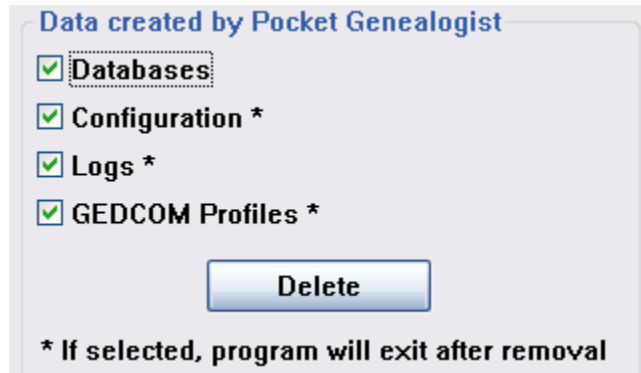 Data created by Pocket Genealogist
Databases
Configuration *
Logs *
GEDCOM Profiles *
Delete
* If selected, program will exit after removal